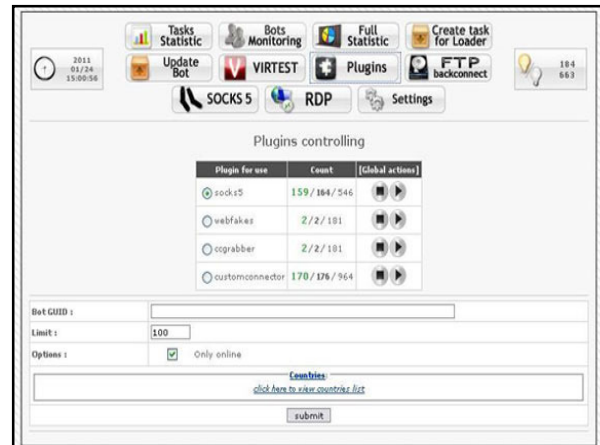 Tasks Statistic
Bots Monitoring
Full Statistic
Create task for Loader
2011
01/24
15:00:56
Update Bot
VIRTEST
Plugins
FTP backconnect
184
663
SOCKS 5
RDP
Settings
Plugins controlling
Plugin for use Count [Global actions]
socks5 159/164/546
webfakes 2/2/181
ccgrabber 2/2/181
customconnector 170/176/964
Bot GUID :
Limit : 100
Options : Only online
Countries
click here to view countries list
submit